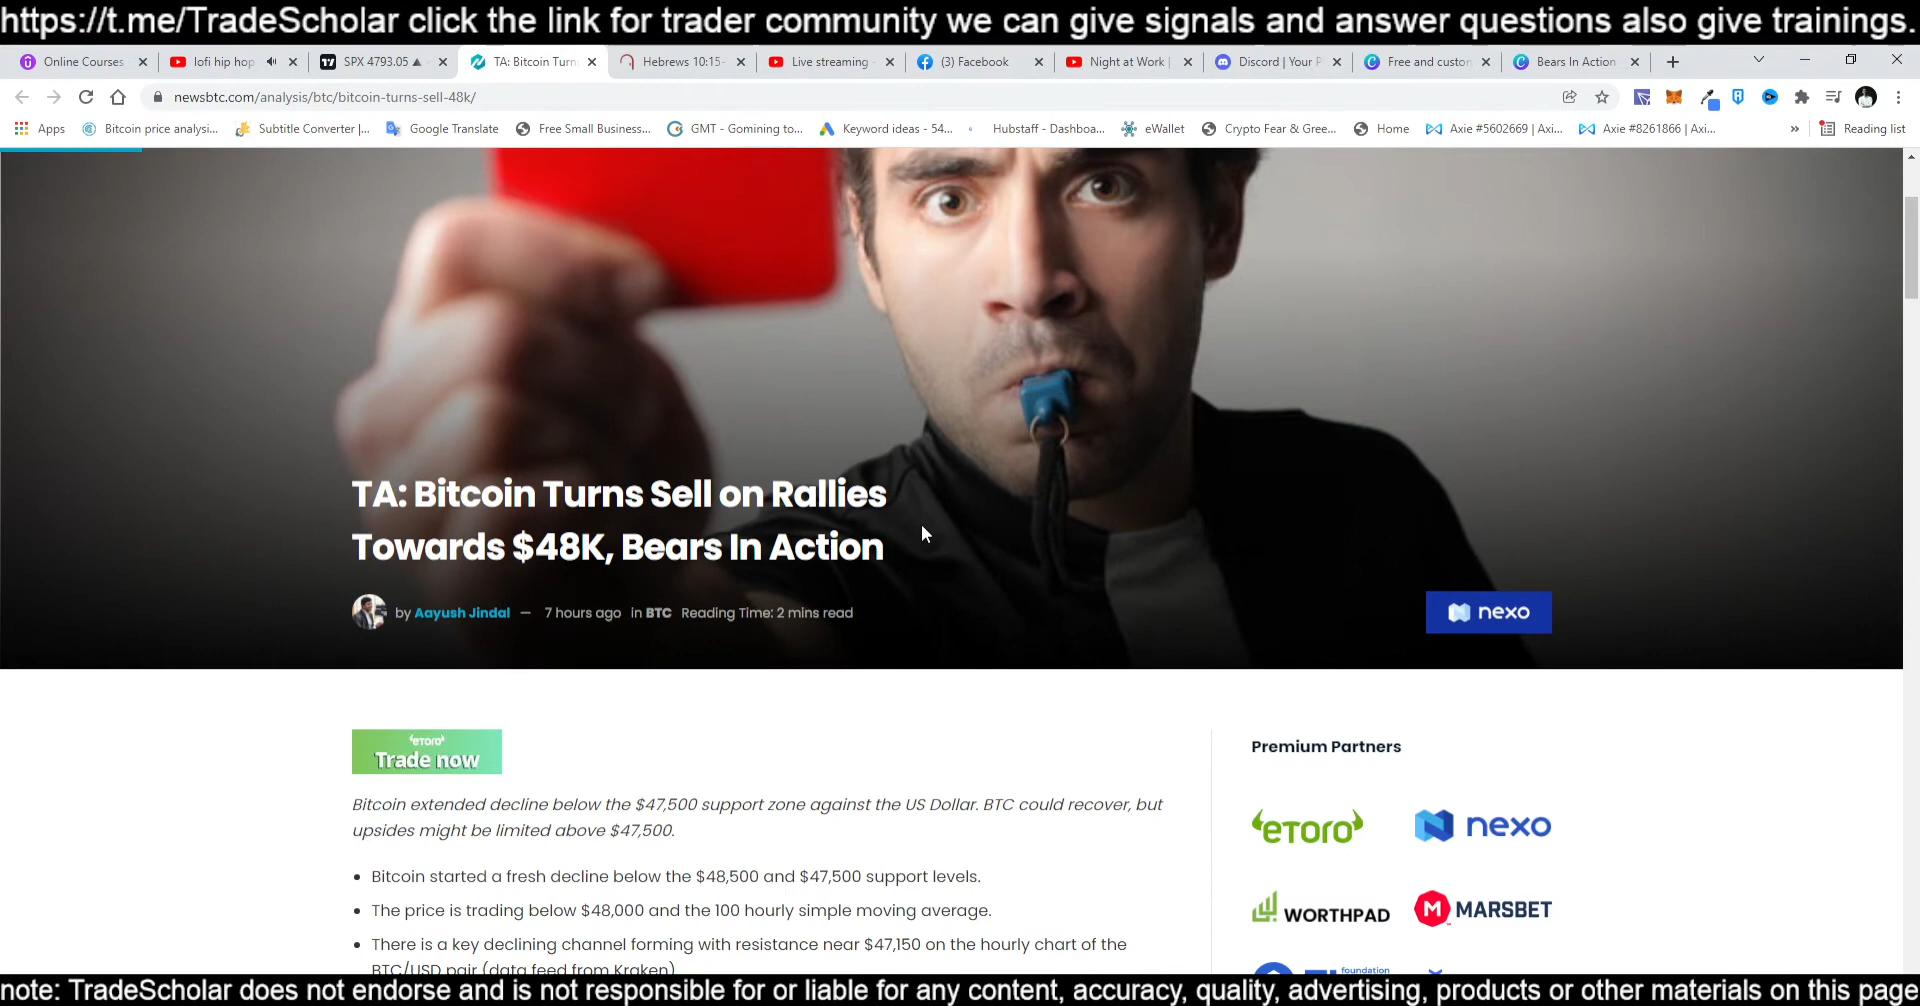 https://t.me/TradeScholar click the link for trader community we can give signals and answer questions also give trainings.
Online Courses lofi hip hop SPX 4793.05 ▲ TA: Bitcoin Turn Hebrews 10:15- Live streaming (3) Facebook Night at Work | Discord | Your P Free and custo Bears In Action
newsbtc.com/analysis/btc/bitcoin-turns-sell-48k/
Apps Bitcoin price analysi... Subtitle Converter |... Google Translate Free Small Business... GMT - Gomining to... Keyword ideas - 54... Hubstaff - Dashboa... eWallet Crypto Fear & Gree... Home Axie #5602669 | Axi... Axie #8261866 | Axi... » Reading list
TA: Bitcoin Turns Sell on Rallies
Towards $48K, Bears In Action
by Aayush Jindal — 7 hours ago in BTC Reading Time: 2 mins read
nexo
eToro
Trade now
Premium Partners
Bitcoin extended decline below the $47,500 support zone against the US Dollar. BTC could recover, but
upsides might be limited above $47,500.
eToro nexo
• Bitcoin started a fresh decline below the $48,500 and $47,500 support levels.
• The price is trading below $48,000 and the 100 hourly simple moving average.
WORTHPAD MARSBET
• There is a key declining channel forming with resistance near $47,150 on the hourly chart of the
BTC/USD pair (data feed from Kraken)
foundation
note: TradeScholar does not endorse and is not responsible for or liable for any content, accuracy, quality, advertising, products or other materials on this page